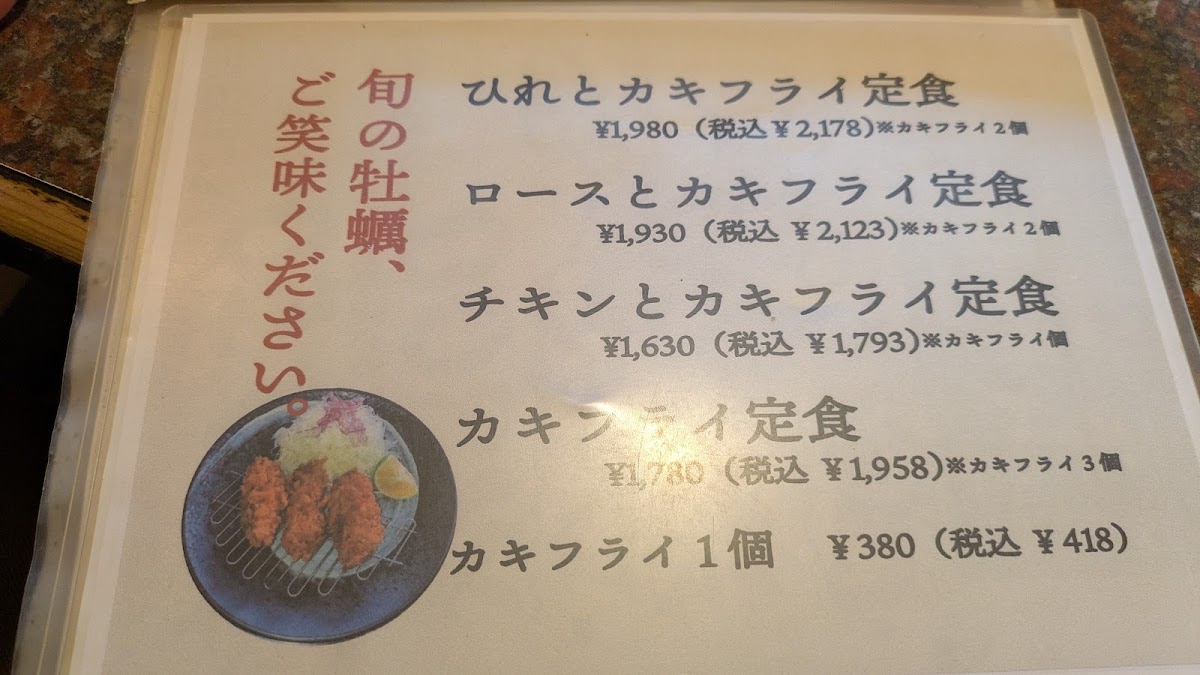 旬の牡蠣、
ご笑味ください。
ひれとカキフライ定食
¥1,980（税込￥2,178)※カキフライ２個
ロースとカキフライ定食
¥1,930（税込 ￥2,123)※カキフライ２個
チキンとカキフライ定食
¥1,630（税込 ￥1,793)※カキフライ個
カキフライ定食
¥1,780（税込 ￥1,958)※カキフライ３個
カキフライ１個　￥380（税込 ￥418）